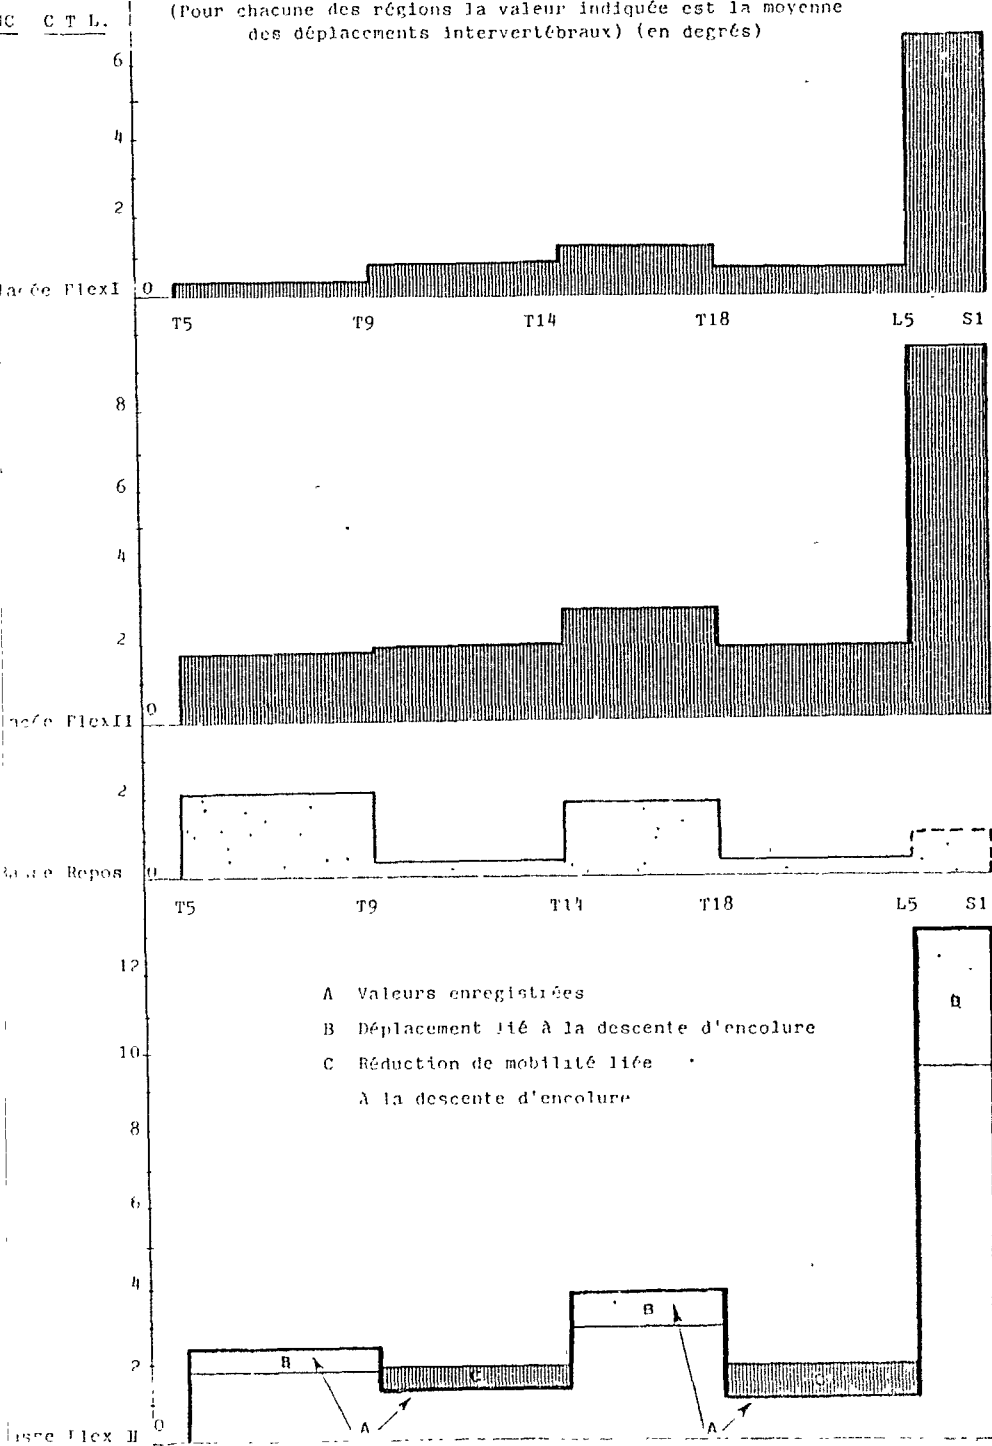 C T L.
(Pour chacune des régions la valeur indiquée est la moyenne
des déplacements intervertébraux) (en degrés)
6
4
2
FlexI 0
T5 T9 T14 T18 L5 S1
8
6
4
2
0
FlexII
2
Repos 0
T5 T9 T14 T18 L5 S1
12
A Valeurs enregistrées
B
B Déplacement lié à la descente d'encolure
10
C Réduction de mobilité liée
à la descente d'encolure
8
6
4
B
2
B C C
0
A A
Flex II